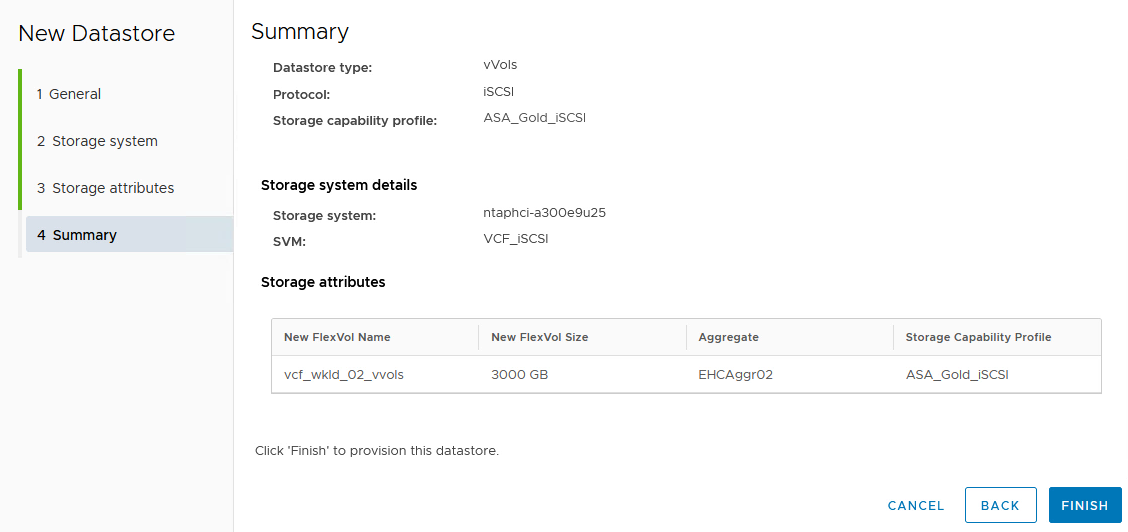 New Datastore
1 General
2 Storage system
3 Storage attributes
4 Summary
Summary
Datastore type: vVols
Protocol: iSCSI
Storage capability profile: ASA_Gold_iSCSI
Storage system details
Storage system: ntaphci-a300e9u25
SVM: VCF_iSCSI
Storage attributes
New FlexVol Name New FlexVol Size Aggregate Storage Capability Profile
vcf_wkld_02_vvols 3000 GB EHCAggr02 ASA_Gold_iSCSI
Click 'Finish' to provision this datastore.
CANCEL BACK FINISH